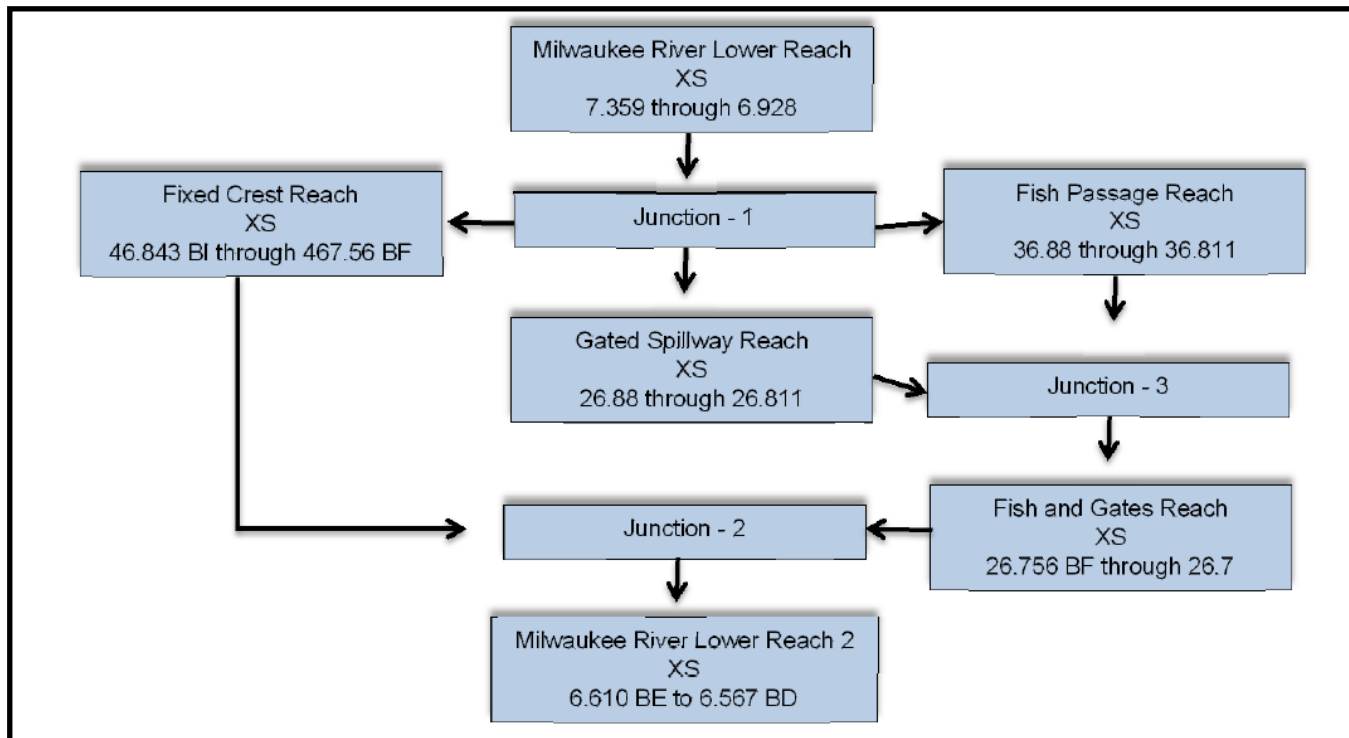 Milwaukee River Lower Reach
XS
7.359 through 6.928
Fixed Crest Reach
XS
46.843 BI through 467.56 BF
Junction - 1
Fish Passage Reach
XS
36.88 through 36.811
Gated Spillway Reach
XS
26.88 through 26.811
Junction - 3
Junction - 2
Fish and Gates Reach
XS
26.756 BF through 26.7
Milwaukee River Lower Reach 2
XS
6.610 BE to 6.567 BD